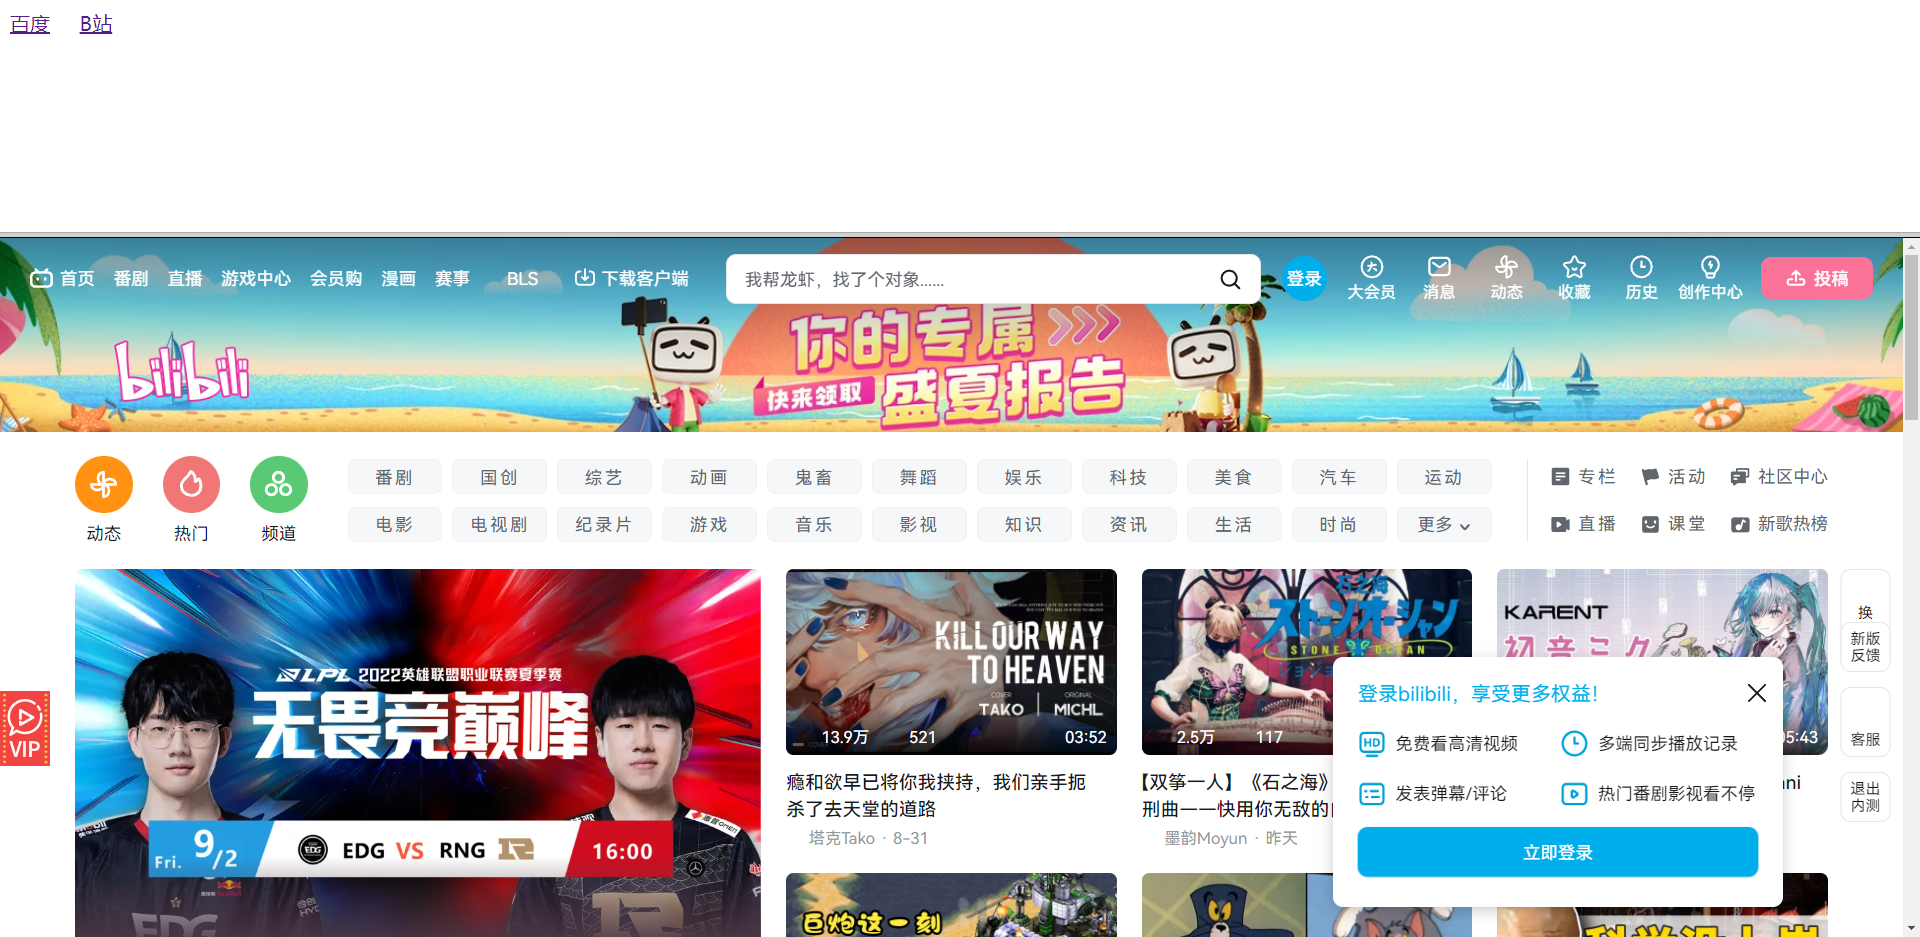 百度 B站
首页 番剧 直播 游戏中心 会员购 漫画 赛事 BLS 下载客户端 我帮龙虾，找了个对象...... 登录 大会员 消息 动态 收藏 历史 创作中心 投稿
bilibili
你的专属
快来领取 盛夏报告
动态 热门 频道
番剧 国创 综艺 动画 鬼畜 舞蹈 娱乐 科技 美食 汽车 运动
电影 电视剧 纪录片 游戏 音乐 影视 知识 资讯 生活 时尚 更多
专栏 活动 社区中心
直播 课堂 新歌热榜
LPL 2022英雄联盟职业联赛夏季赛
无畏竞巅峰
Fri. 9/2 EDG EDG VS RNG 16:00
EDG
VIP
KILL OUR WAY
TO HEAVEN
COVER ORIGINAL
TAKO MICHL
13.9万 521 03:52
瘾和欲早已将你我挟持，我们亲手扼
杀了去天堂的道路
塔克Tako · 8-31
石之海
ストーンオーシャン
STONE OCEAN
2.5万 117
【双筝一人】《石之海》
刑曲一一快用你无敌的
墨韵Moyun · 昨天
KARENT
初音ミク
05:43
登录bilibili，享受更多权益！
HD 免费看高清视频 多端同步播放记录
发表弹幕/评论 热门番剧影视看不停
立即登录
换
新版
反馈
客服
退出
内测
巨炮这一刻